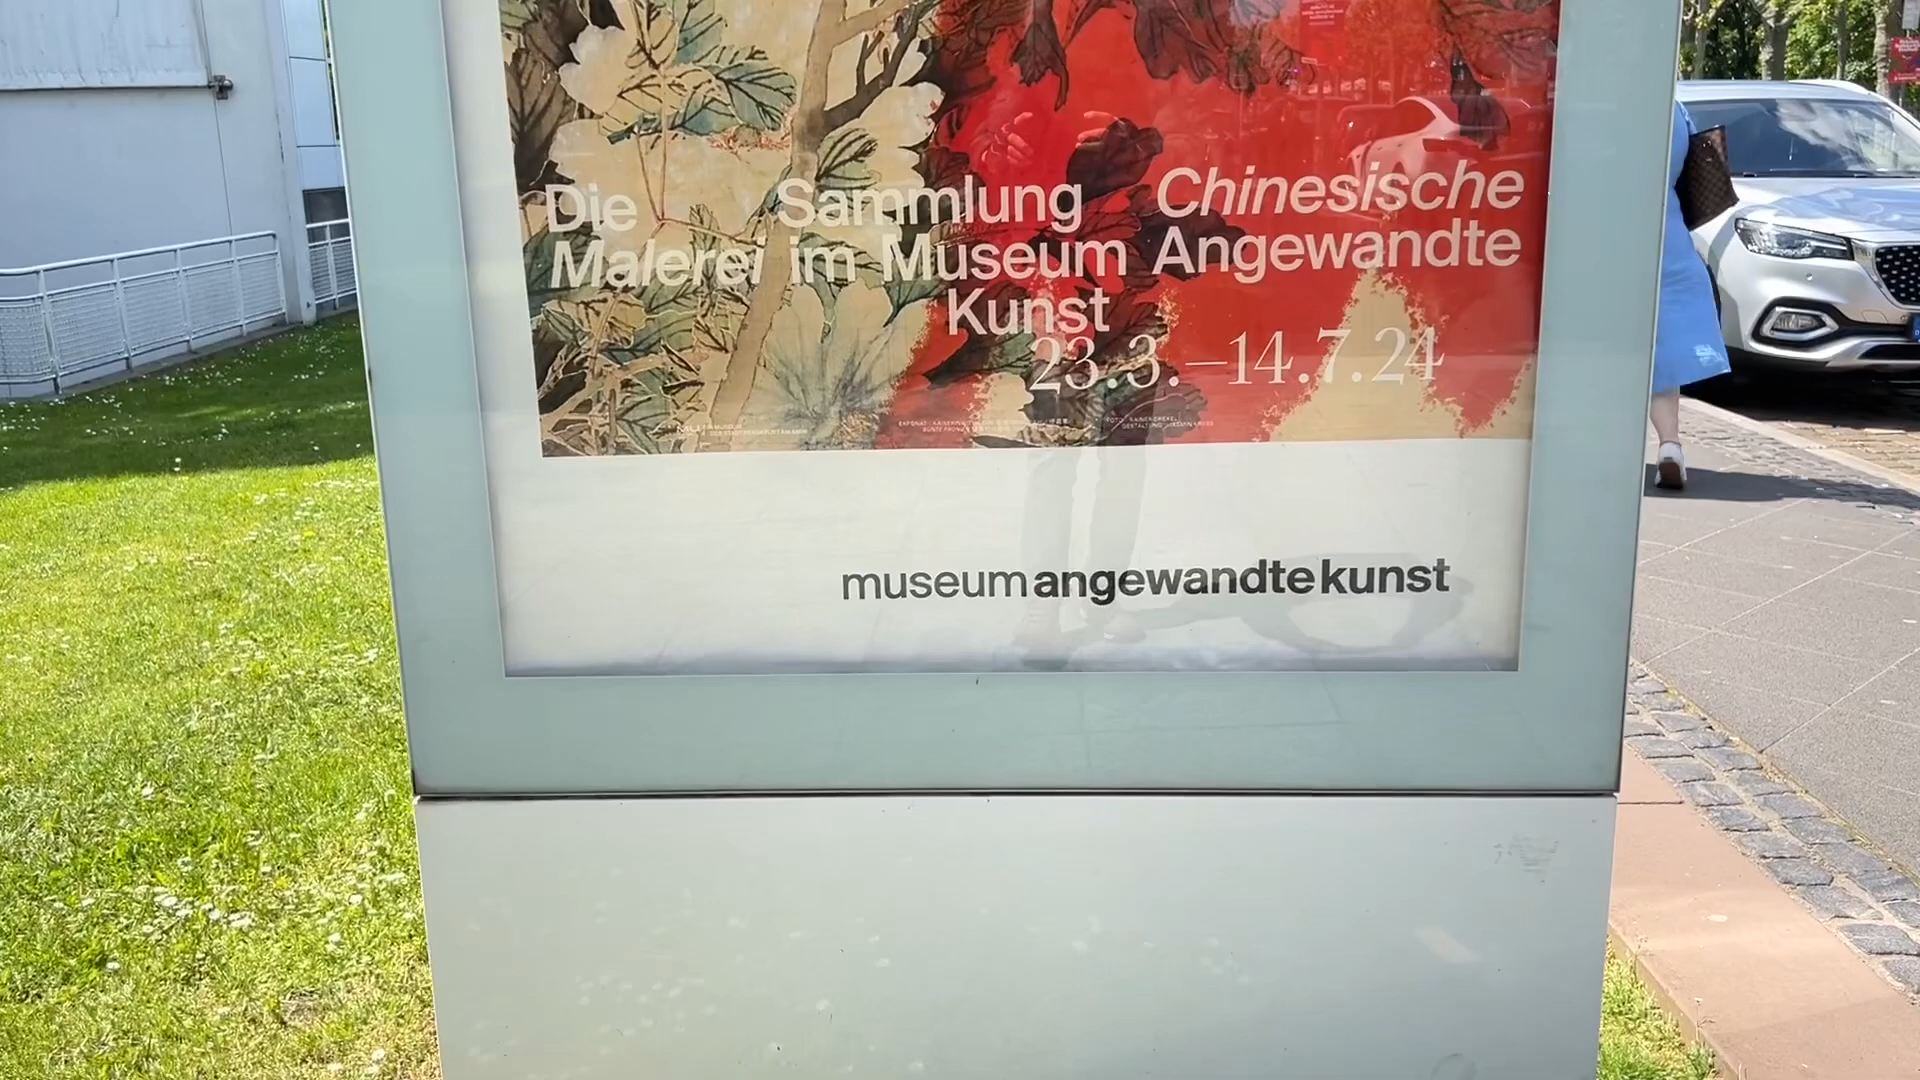 Die Sammlung Chinesische
Malerei im Museum Angewandte
Kunst
23.3.–14.7.24
museumangewandtekunst